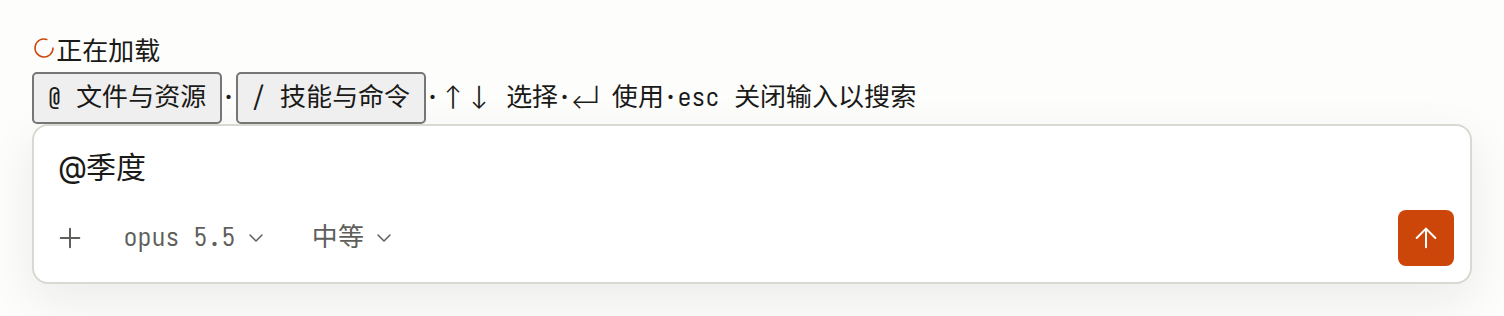 正在加载
@ 文件与资源 · / 技能与命令 · ↑↓ 选择·↵ 使用·esc 关闭输入以搜索
@季度
opus 5.5 中等